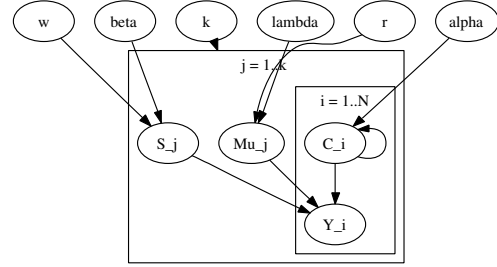 w beta k lambda r alpha
j = 1..k
i = 1..N
S_j Mu_j C_i
Y_i